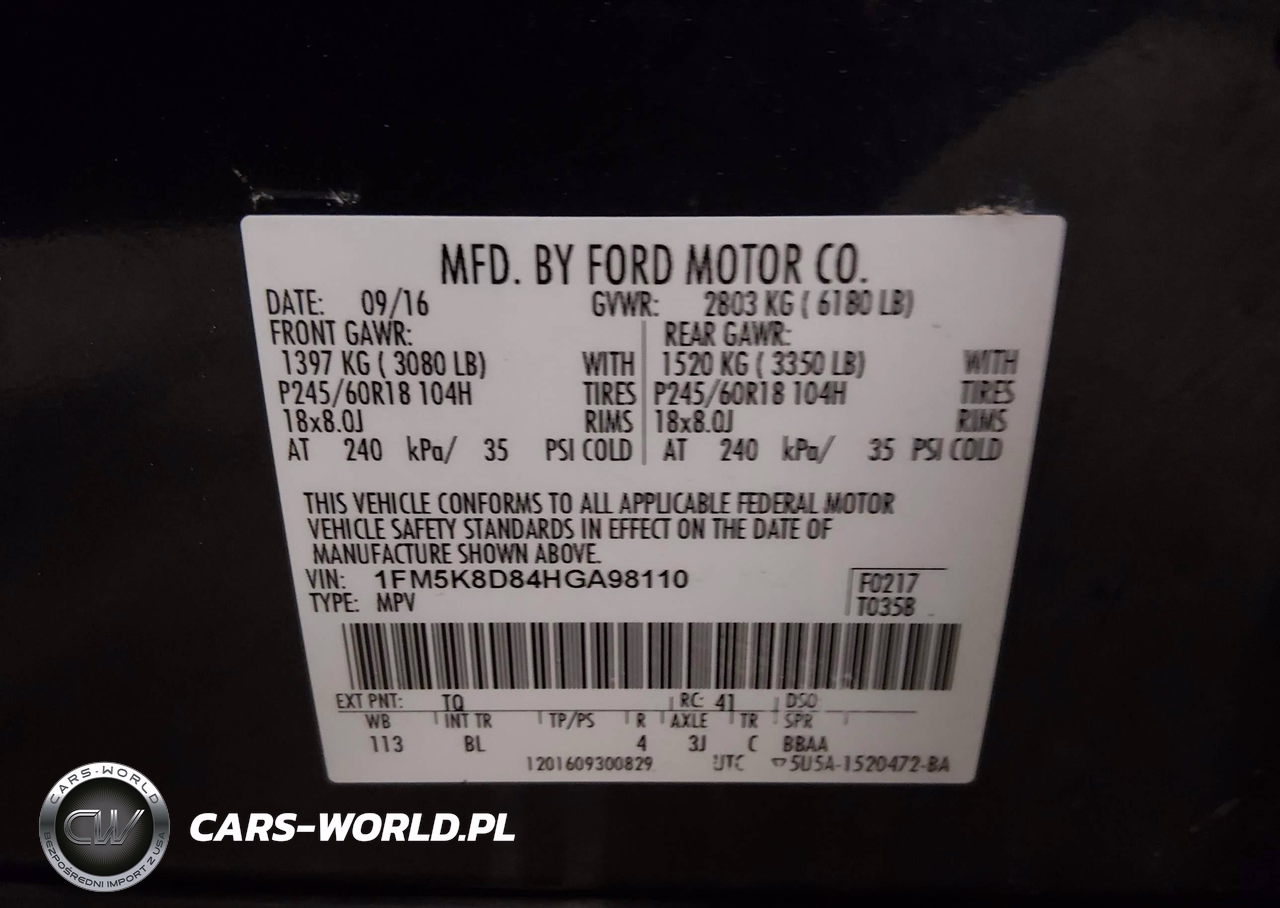 MFD. BY FORD MOTOR CO.
DATE: 09/16 GVWR: 2803 KG ( 6180 LB)
FRONT GAWR: REAR GAWR:
1397 KG ( 3080 LB) WITH 1520 KG ( 3350 LB) WITH
P245/60R18 104H TIRES P245/60R18 104H TIRES
18x8.0J RIMS 18x8.0J RIMS
AT 240 kPa/ 35 PSI COLD AT 240 kPa/ 35 PSI COLD
THIS VEHICLE CONFORMS TO ALL APPLICABLE FEDERAL MOTOR
VEHICLE SAFETY STANDARDS IN EFFECT ON THE DATE OF
MANUFACTURE SHOWN ABOVE.
VIN: 1FM5K8D84HGA98110 F0217
TYPE: MPV T0358
EXT PNT: TQ RC: 41 DSO:
WB INT TR TP/PS R AXLE TR SPR
113 BL 4 3J C BBAA
1201609300829 UTC 5U5A-1520472-BA
CARS-WORLD
CW
BEZPOŚREDNI IMPORT Z USA
CARS-WORLD.PL